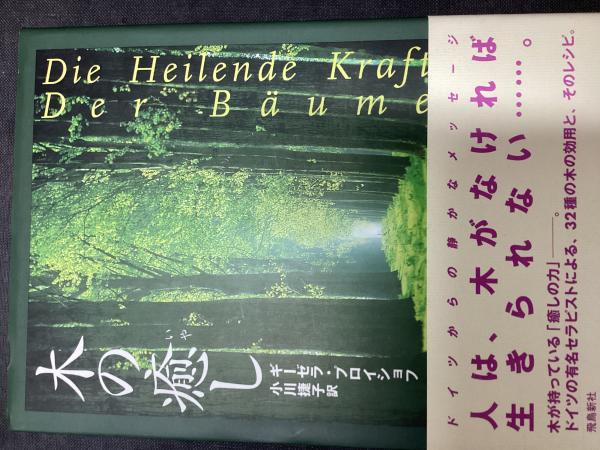 Die Heilende Kraft
Der Bäume
木の癒し
いや
ギーゼラ・プロイショフ
小川捷子訳
ドイツからの静かなメッセージ
人は、木がなければ
生きられない……。
木が持っている「癒しの力」――。
ドイツの有名セラピストによる、32種の木の効用と、そのレシピ。
飛鳥新社